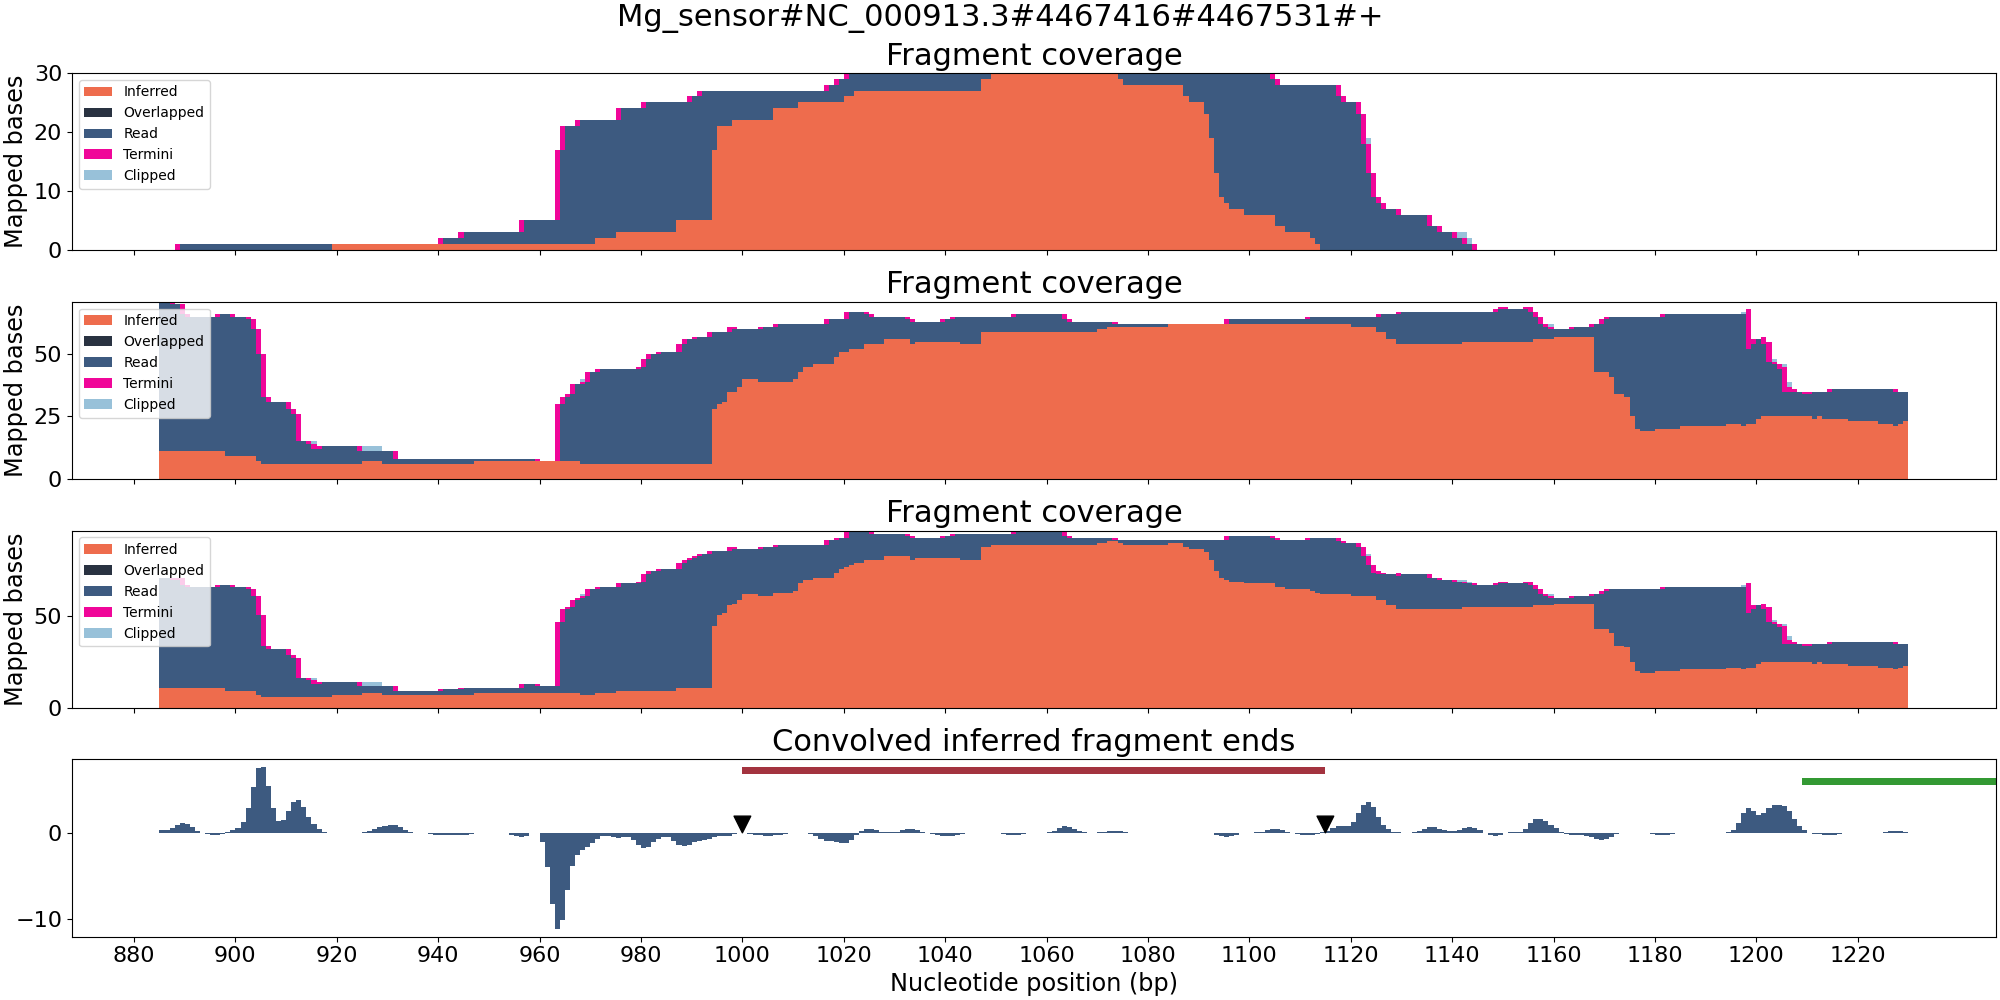 Mg_sensor#NC_000913.3#4467416#4467531#+
Fragment coverage
Mapped bases
30
20
10
0
Inferred
Overlapped
Read
Termini
Clipped
Fragment coverage
Mapped bases
50
25
0
Inferred
Overlapped
Read
Termini
Clipped
Fragment coverage
Mapped bases
50
0
Inferred
Overlapped
Read
Termini
Clipped
Convolved inferred fragment ends
0
−10
880 900 920 940 960 980 1000 1020 1040 1060 1080 1100 1120 1140 1160 1180 1200 1220
Nucleotide position (bp)